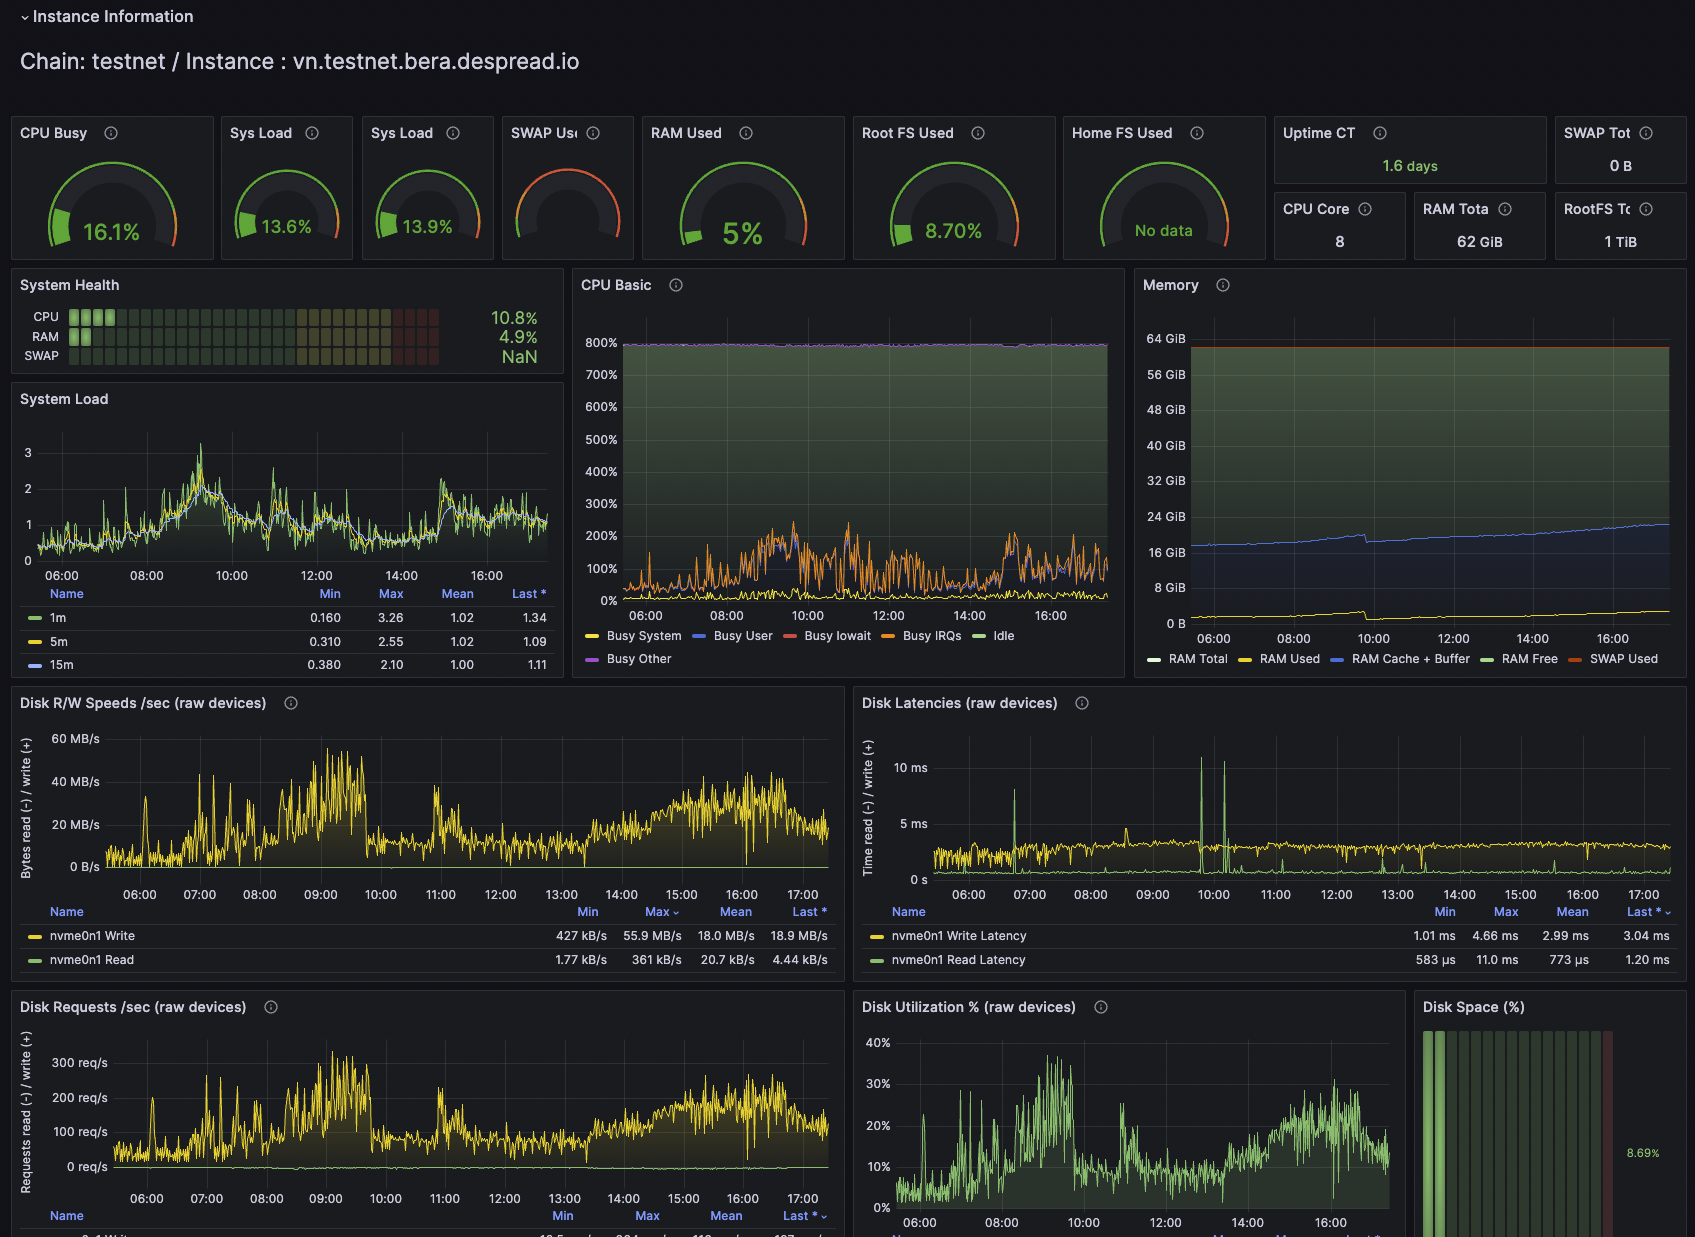 Instance Information
Chain: testnet / Instance : vn.testnet.bera.despread.io
CPU Busy
16.1%
Sys Load
13.6%
Sys Load
13.9%
SWAP Use
RAM Used
5%
Root FS Used
8.70%
Home FS Used
No data
Uptime CT
1.6 days
SWAP Tot
0 B
CPU Core
8
RAM Tota
62 GiB
RootFS Tc
1 TiB
System Health
CPU 10.8%
RAM 4.9%
SWAP NaN
System Load
3
2
1
0
06:00 08:00 10:00 12:00 14:00 16:00
Name Min Max Mean Last *
1m 0.160 3.26 1.02 1.34
5m 0.310 2.55 1.02 1.09
15m 0.380 2.10 1.00 1.11
CPU Basic
800%
700%
600%
500%
400%
300%
200%
100%
0%
06:00 08:00 10:00 12:00 14:00 16:00
Busy System Busy User Busy Iowait Busy IRQs Idle
Busy Other
Memory
64 GiB
56 GiB
48 GiB
40 GiB
32 GiB
24 GiB
16 GiB
8 GiB
0 B
06:00 08:00 10:00 12:00 14:00 16:00
RAM Total RAM Used RAM Cache + Buffer RAM Free SWAP Used
Disk R/W Speeds /sec (raw devices)
Bytes read (-) / write (+)
60 MB/s
40 MB/s
20 MB/s
0 B/s
06:00 07:00 08:00 09:00 10:00 11:00 12:00 13:00 14:00 15:00 16:00 17:00
Name Min Max Mean Last *
nvme0n1 Write 427 kB/s 55.9 MB/s 18.0 MB/s 18.9 MB/s
nvme0n1 Read 1.77 kB/s 361 kB/s 20.7 kB/s 4.44 kB/s
Disk Latencies (raw devices)
Time read (-) / write (+)
10 ms
5 ms
0 s
06:00 07:00 08:00 09:00 10:00 11:00 12:00 13:00 14:00 15:00 16:00 17:00
Name Min Max Mean Last *
nvme0n1 Write Latency 1.01 ms 4.66 ms 2.99 ms 3.04 ms
nvme0n1 Read Latency 583 µs 11.0 ms 773 µs 1.20 ms
Disk Requests /sec (raw devices)
Requests read (-) / write (+)
300 req/s
200 req/s
100 req/s
0 req/s
06:00 07:00 08:00 09:00 10:00 11:00 12:00 13:00 14:00 15:00 16:00 17:00
Name Min Max Mean Last *
Disk Utilization % (raw devices)
40%
30%
20%
10%
0%
06:00 08:00 10:00 12:00 14:00 16:00
Disk Space (%)
8.69%